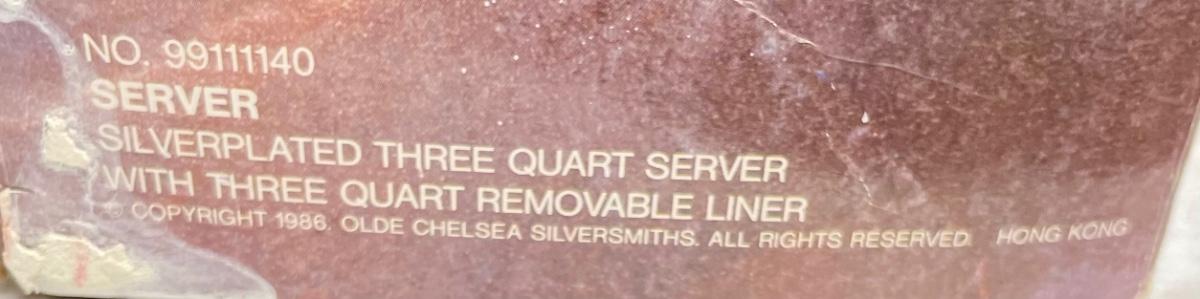 NO. 99111140
SERVER
SILVERPLATED THREE QUART SERVER
WITH THREE QUART REMOVABLE LINER
© COPYRIGHT 1986. OLDE CHELSEA SILVERSMITHS. ALL RIGHTS RESERVED HONG KONG